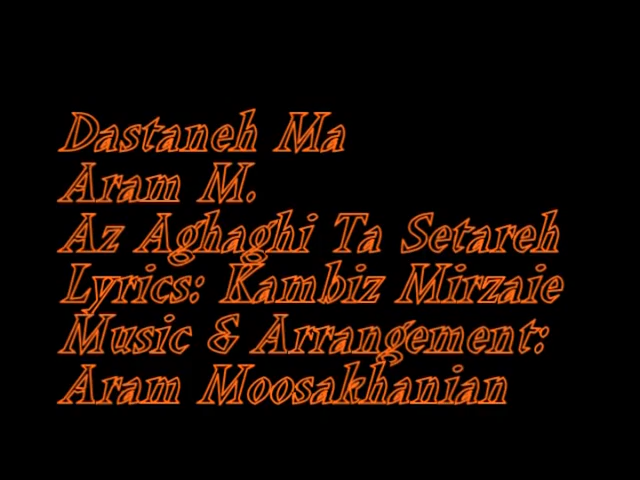 Dastaneh Ma
Aram M.
Az Aghaghi Ta Setareh
Lyrics: Kambiz Mirzaie
Music & Arrangement:
Aram Moosakhanian